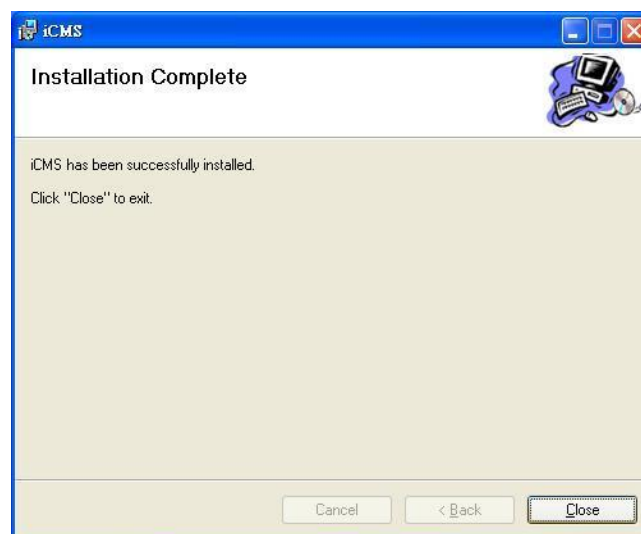 iCMS
Installation Complete
iCMS has been successfully installed.
Click "Close" to exit.
Cancel
< Back
Close